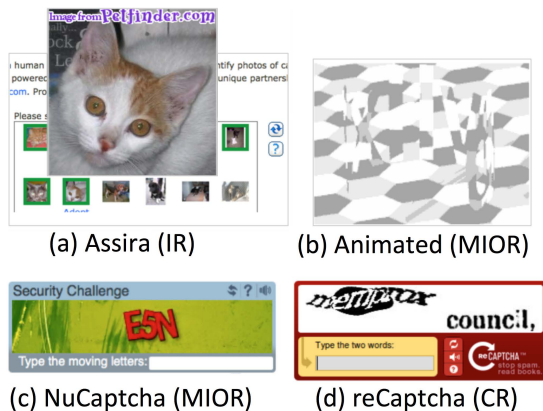 Image from Petfinder.com
human
ntify photos of ca
powered
unique partnersh
com. Pro
Please s
Adopt
(a) Assira (IR)
(b) Animated (MIOR)
Security Challenge
?
E5N
Type the moving letters:
council,
Type the two words:
reCAPTCHA™
stop spam.
read books.
(c) NuCaptcha (MIOR)
(d) reCaptcha (CR)